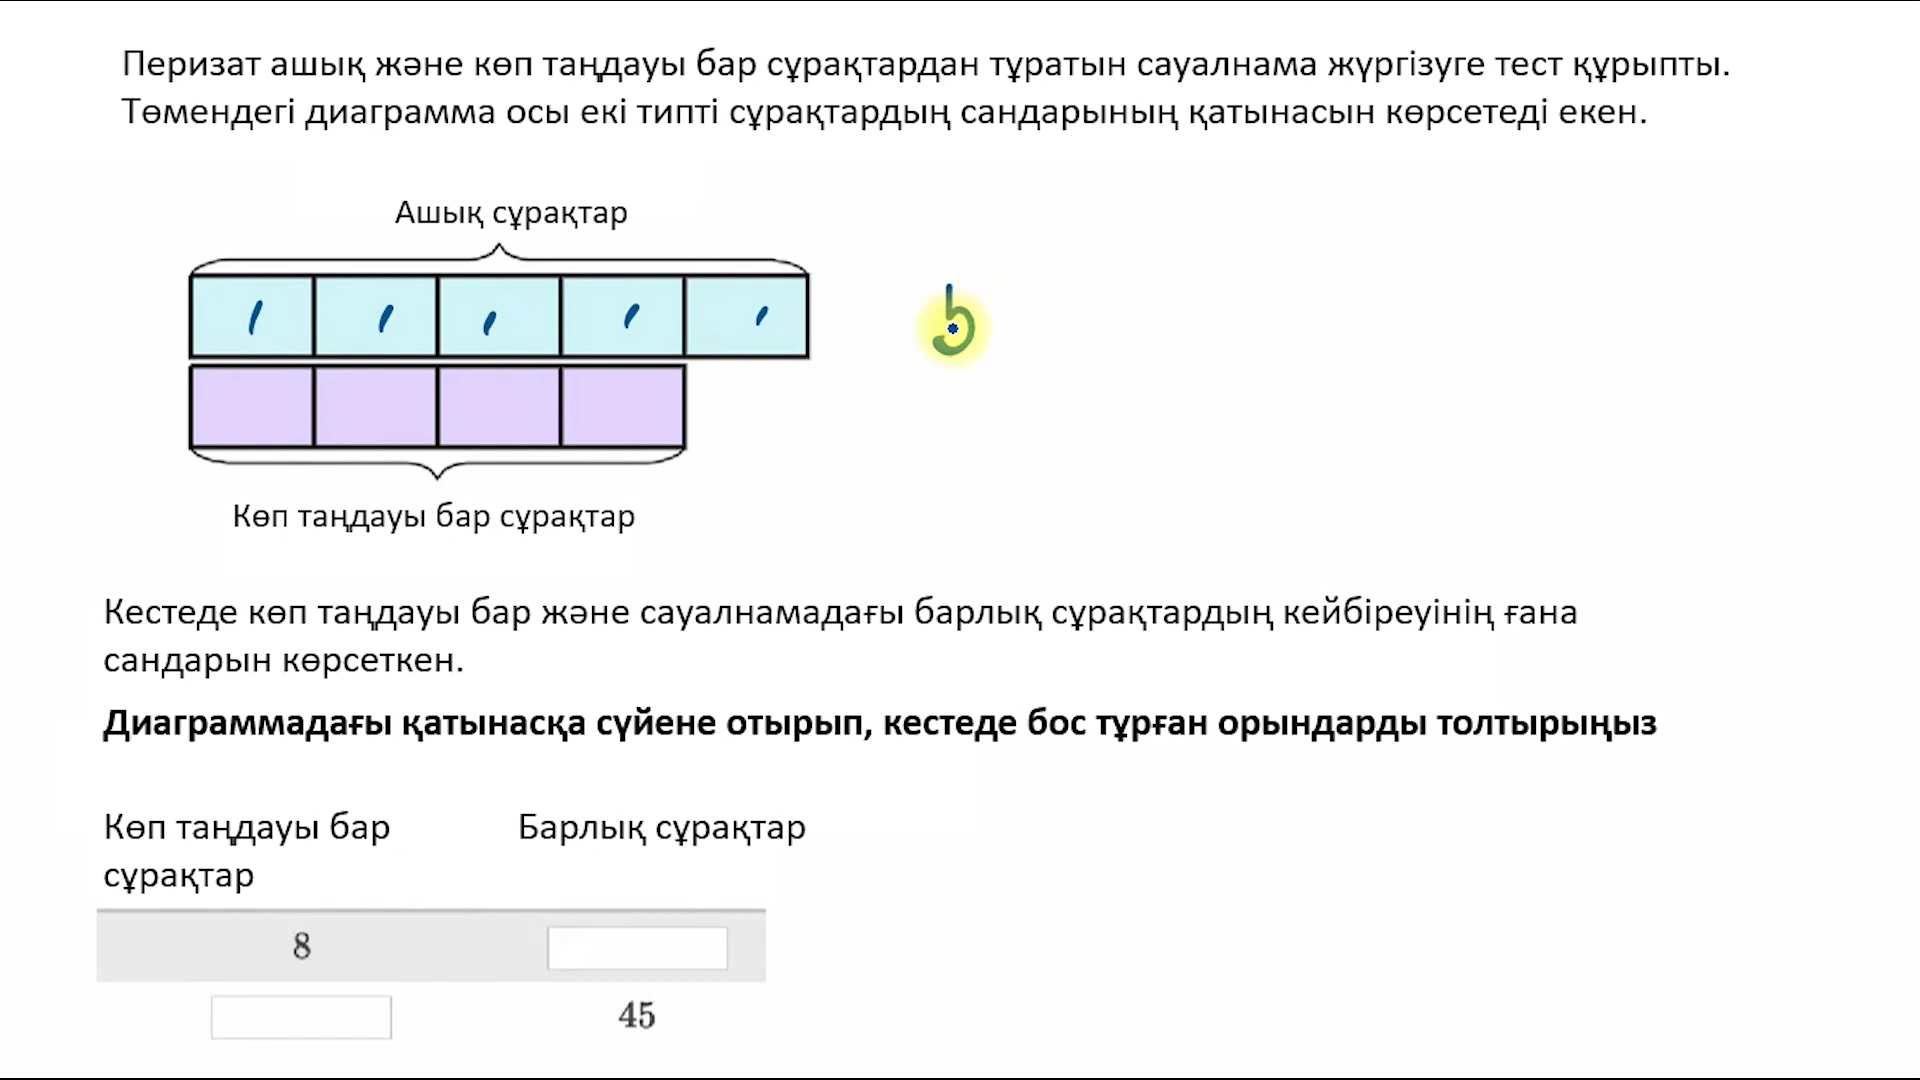 Перизат ашық және көп таңдауы бар сұрақтардан тұратын сауалнама жүргізуге тест құрыпты.
Төмендегі диаграмма осы екі типті сұрақтардың сандарының қатынасын көрсетеді екен.
Ашық сұрақтар
Көп таңдауы бар сұрақтар
Кестеде көп таңдауы бар және сауалнамадағы барлық сұрақтардың кейбіреуінің ғана
сандарын көрсеткен.
Диаграммадағы қатынасқа сүйене отырып, кестеде бос тұрған орындарды толтырыңыз
Көп таңдауы бар Барлық сұрақтар
сұрақтар
8
45